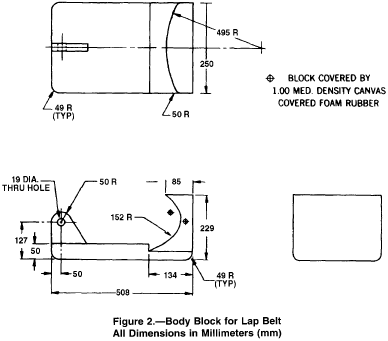 495 R
250
BLOCK COVERED BY
1.00 MED. DENSITY CANVAS
COVERED FOAM RUBBER
49 R
(TYP)
50 R
19 DIA.
THRU HOLE
50 R
85
152 R
229
127
50
50
134
49 R
(TYP)
508
Figure 2.—Body Block for Lap Belt
All Dimensions in Millimeters (mm)